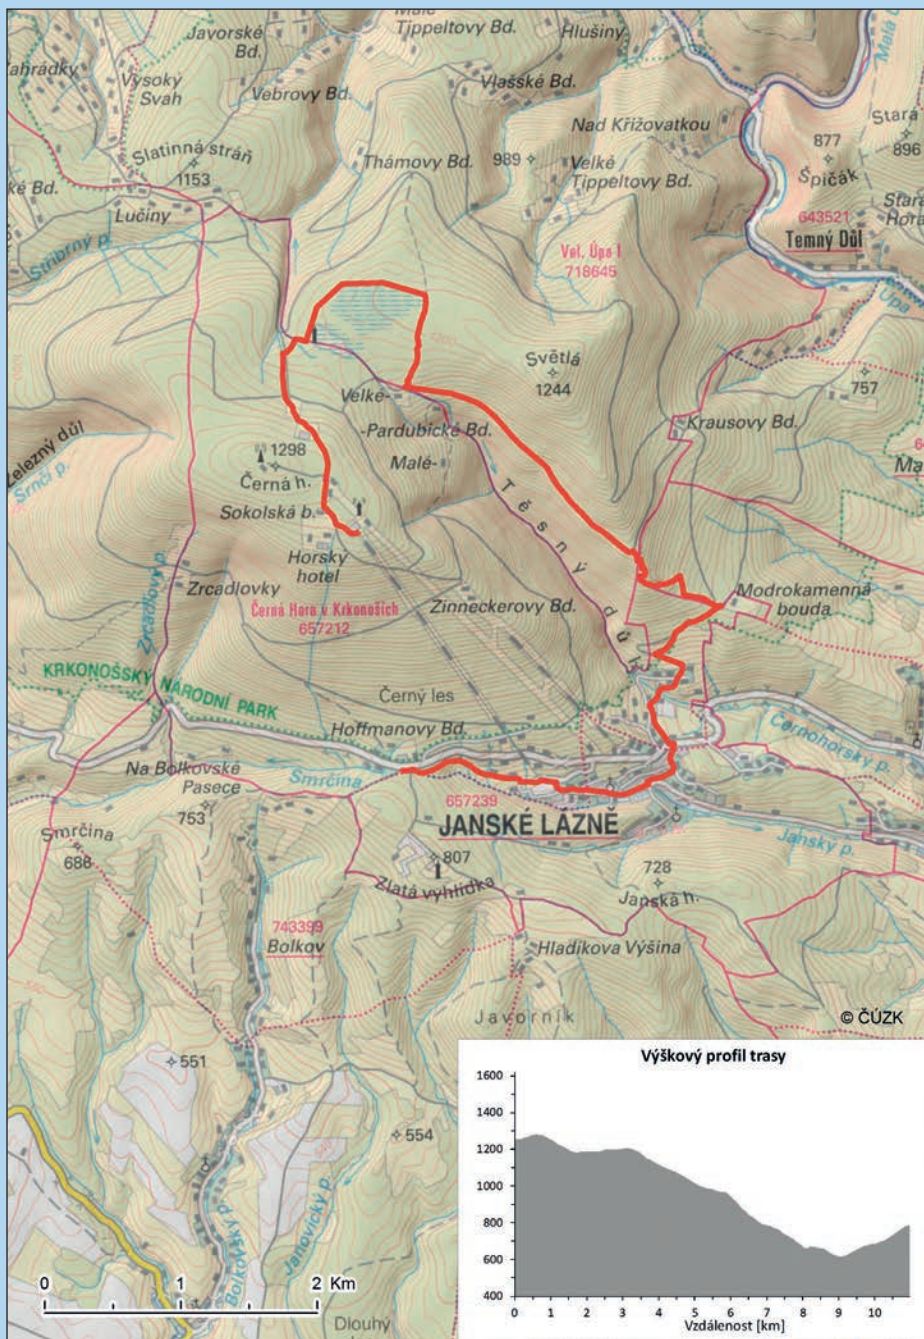 Javorské
Bd.
Tippeltovy Bd.
Hlušiny
Vysoký
Svah
Vebrovy Bd.
Vlašské Bd.
Nad Křižovatkou
Malá
Stará
896
877
Špičák
Slatinná stráň
1153
Thámovy Bd.
989
Velké
Tippeltovy Bd.
643521
Temný Důl
Stará
Hora
Lučiny
Stříbrný p.
Vel. Úpa I
718645
Úpa
Světlá
1244
757
Velké-
-Pardubické Bd.
Malé-
Krausovy Bd.
Železný důl
Srnčí p.
1298
Černá h.
Sokolská b.
Těsný důl
Horský
hotel
Modrokamenná
bouda
Zrcadlový p.
Zrcadlovky
Černá Hora v Krkonoších
657212
Zinneckerovy Bd.
KRKONOŠSKÝ NÁRODNÍ PARK
Černý les
Hoffmanovy Bd.
Černohorský p.
Na Bolkovské
Pasece
753
Smrčina
657239
JANSKÉ LÁZNĚ
Janský p.
Smrčina
688
807
Zlatá vyhlídka
728
Janská h.
743399
Bolkov
Hladíkova Výšina
Javorník
© ČÚZK
551
554
Bolkovský p.
Janovický p.
Dlouhý
0 1 2 Km
Výškový profil trasy
1600
1400
1200
1000
800
600
400
0 1 2 3 4 5 6 7 8 9 10
Vzdálenost [km]